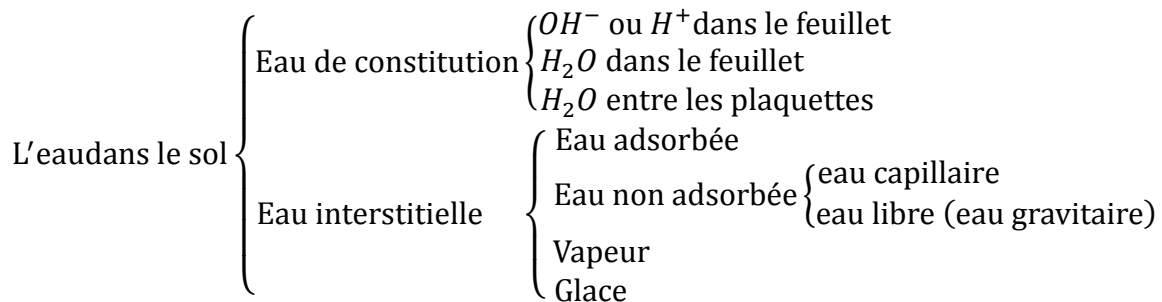 OH⁻ ou H⁺dans le feuillet
Eau de constitution
H₂O dans le feuillet
H₂O entre les plaquettes
L′eaudans le sol
Eau adsorbée
Eau non adsorbée
eau capillaire
eau libre (eau gravitaire)
Eau interstitielle
Vapeur
Glace